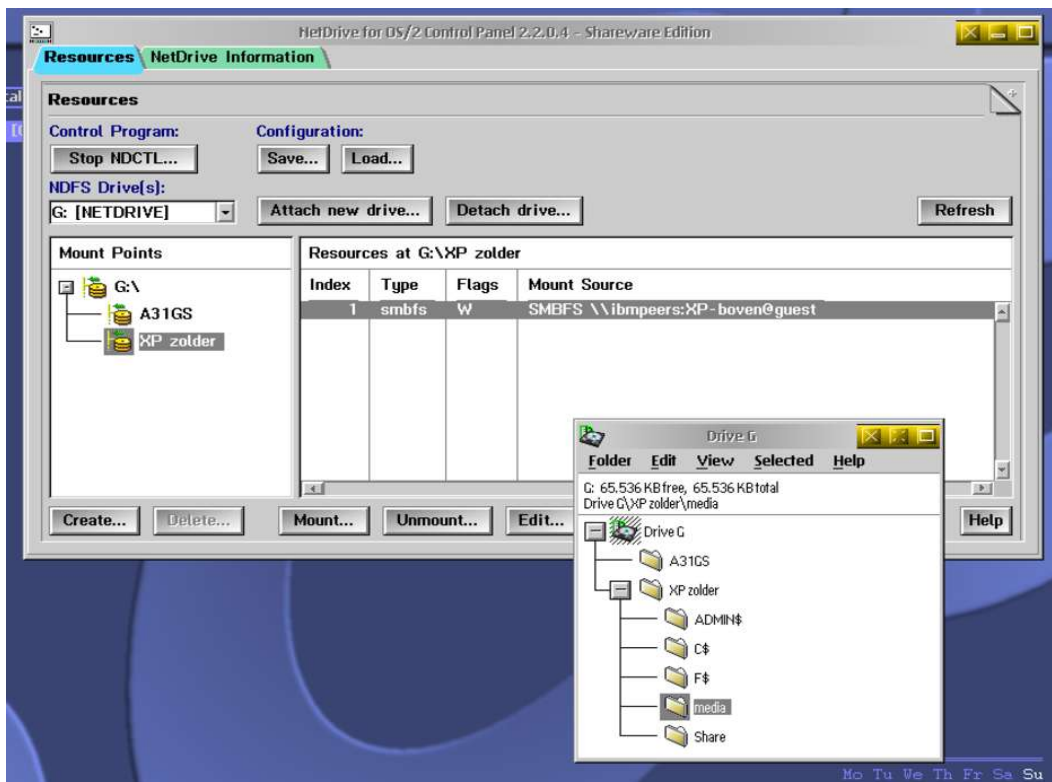 NetDrive for OS/2 Control Panel 2.2.0.4 - Shareware Edition
Resources NetDrive Information
Resources
Control Program: Configuration:
Stop NDCTL... Save... Load...
NDFS Drive(s):
G: [NETDRIVE] Attach new drive... Detach drive... Refresh
Mount Points Resources at G:\XP zolder
Index Type Flags Mount Source
G:\
1 smbfs W SMBFS \\ibmpeers:XP-boven@guest
A31GS
XP zolder
Create... Delete... Mount... Unmount... Edit... Help
Drive G
Folder Edit View Selected Help
G: 65.536 KB free, 65.536 KB total
Drive G\XP zolder\media
Drive G
A31GS
XP zolder
ADMIN$
C$
F$
media
Share
Mo Tu We Th Fr Sa Su